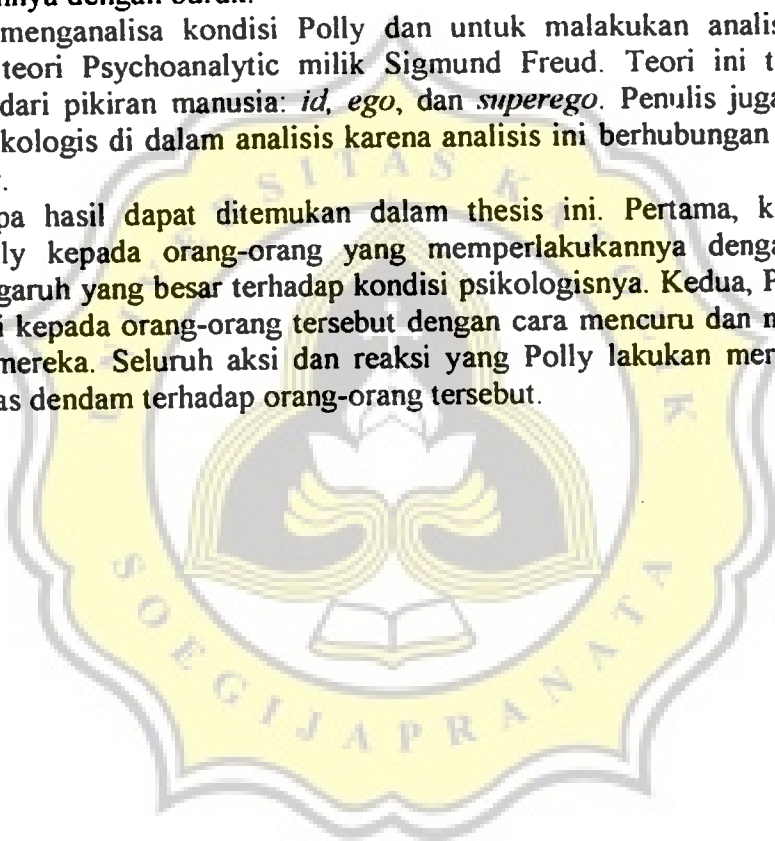 dengan buruk.
menganalisa kondisi Polly dan untuk malakukan analis
teori Psychoanalytic milik Sigmund Freud. Teori ini t
dari pikiran manusia: id, ego, dan superego. Penulis juga
kologis di dalam analisis karena analisis ini berhubungan
pa hasil dapat ditemukan dalam thesis ini. Pertama, k
ly kepada orang-orang yang memperlakukannya denga
garuh yang besar terhadap kondisi psikologisnya. Kedua, P
i kepada orang-orang tersebut dengan cara mencuru dan m
mereka. Seluruh aksi dan reaksi yang Polly lakukan mer
as dendam terhadap orang-orang tersebut.
SITAS K
IK
SOEGIJAPRANATA